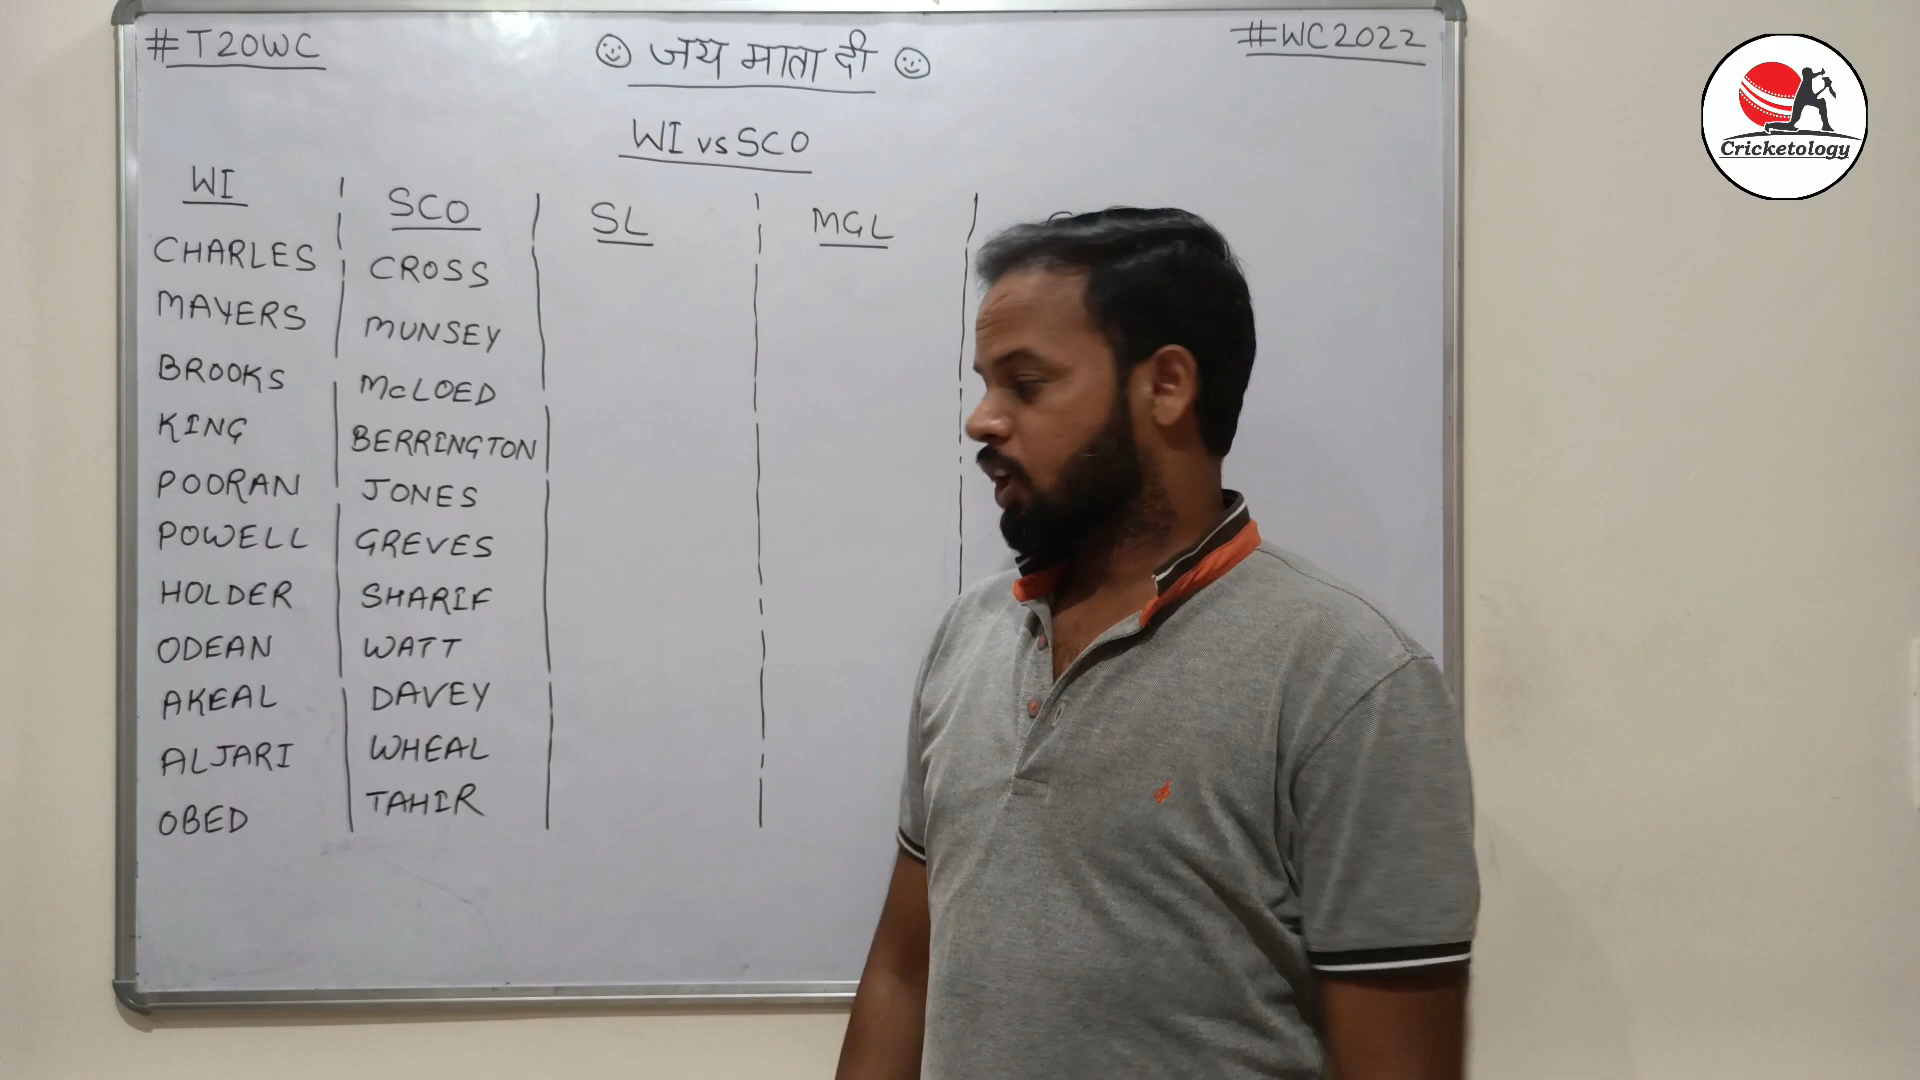 #T20WC
☺ जय माता दी ☺
#WC2022
WI vs SCO
WI
CHARLES
MAYERS
BROOKS
KING
POORAN
POWELL
HOLDER
ODEAN
AKEAL
ALJARI
OBED
SCO
CROSS
MUNSEY
McLOED
BERRINGTON
JONES
GREVES
SHARIF
WATT
DAVEY
WHEAL
TAHIR
SL
MGL
Cricketology